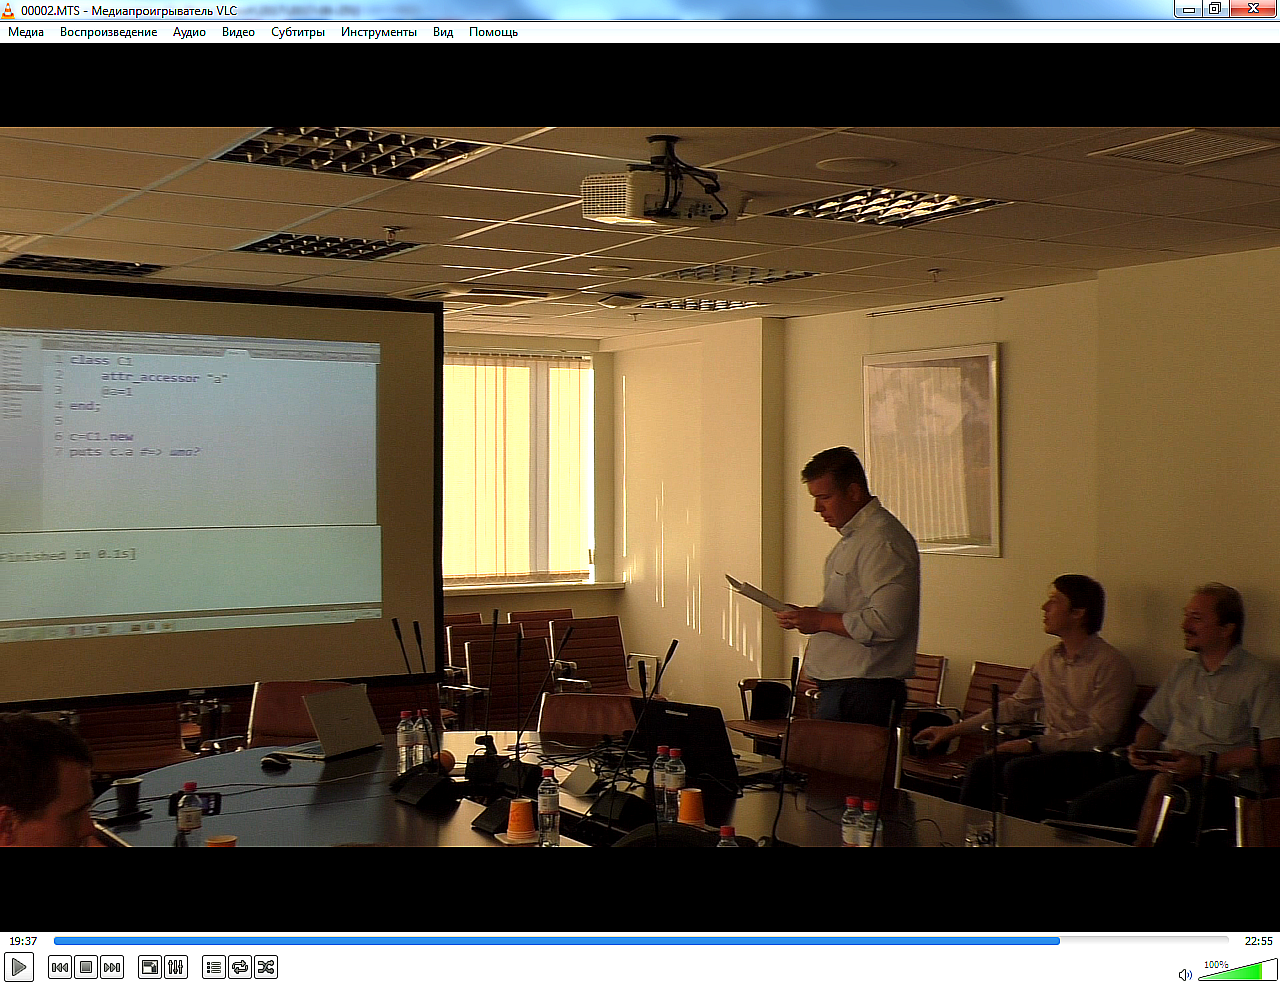 00002.MTS - Медиапроигрыватель VLC
Медиа Воспроизведение Аудио Видео Субтитры Инструменты Вид Помощь
1 class C1
2 attr_accessor "a"
3 @a=1
4 end;
5
6 c=C1.new
7 puts c.a #=> что?
Finished in 0.1s]
19:37 22:55
100%